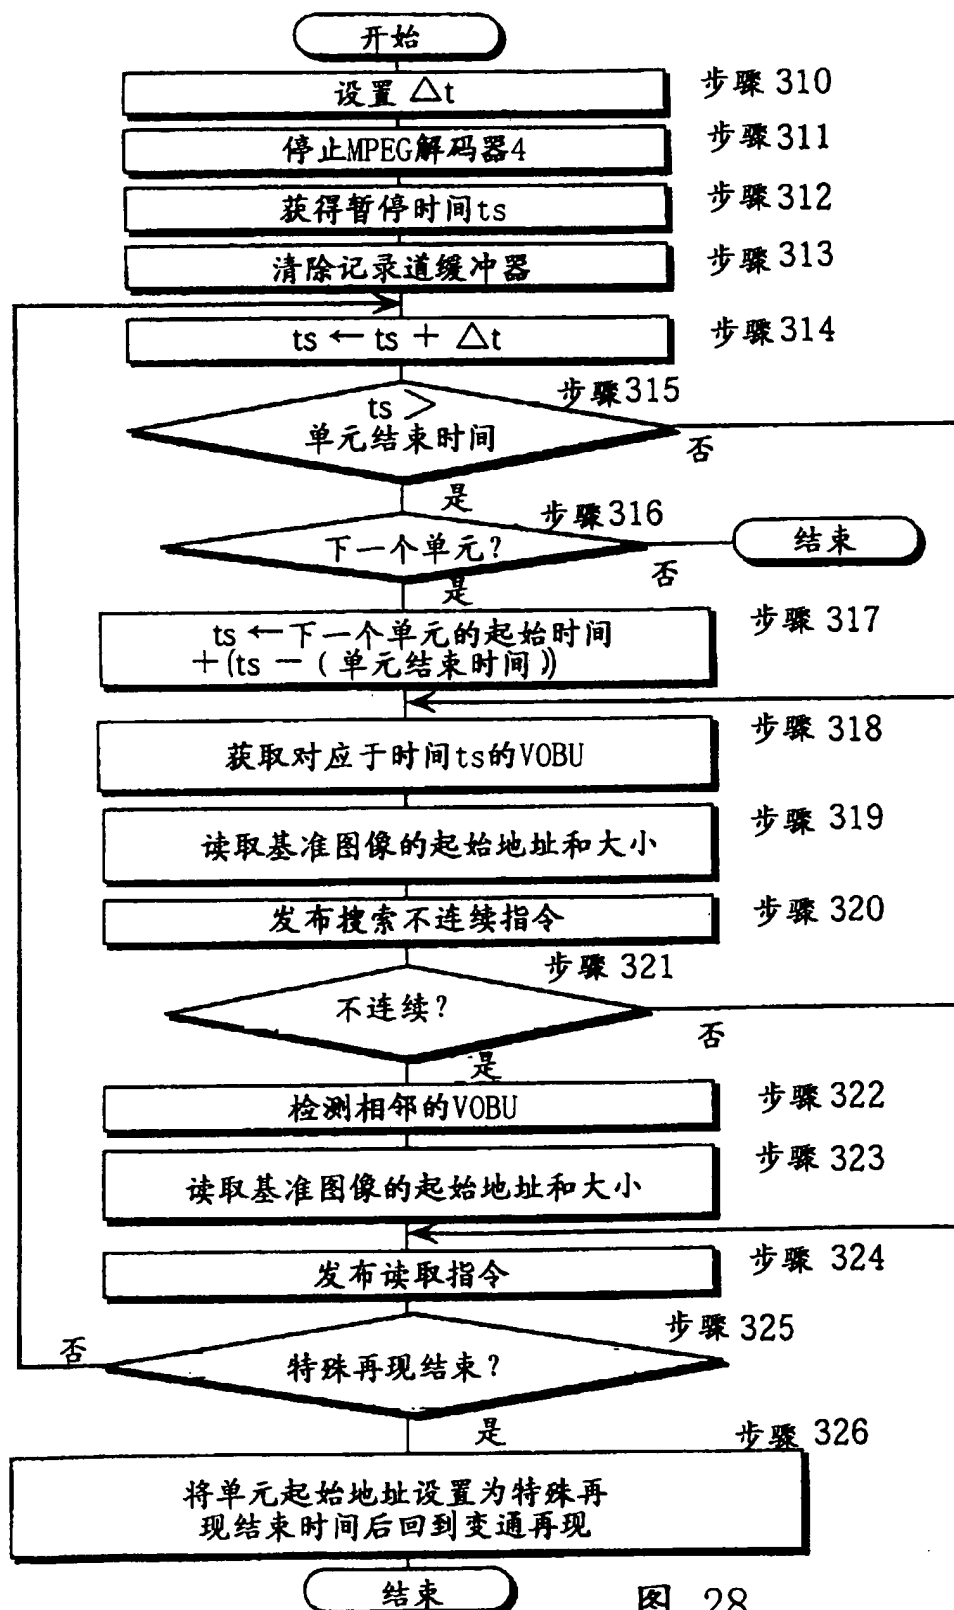 开始
设置 △t
步骤 310
停止MPEG解码器4
步骤311
获得暂停时间ts
步骤 312
清除记录道缓冲器
步骤 313
ts ← ts + △t
步骤 314
步骤315
ts >
单元结束时间
否
是
步骤316
下一个单元?
结束
否
是
步骤 317
ts ←下一个单元的起始时间
+(ts - (单元结束时间))
步骤 318
获取对应于时间ts的VOBU
步骤 319
读取基准图像的起始地址和大小
步骤 320
发布搜索不连续指令
步骤 321
不连续?
否
是
步骤 322
检测相邻的VOBU
步骤 323
读取基准图像的起始地址和大小
步骤 324
发布读取指令
步骤 325
否
特殊再现结束?
是
步骤 326
将单元起始地址设置为特殊再
现结束时间后回到变通再现
结束
图 28